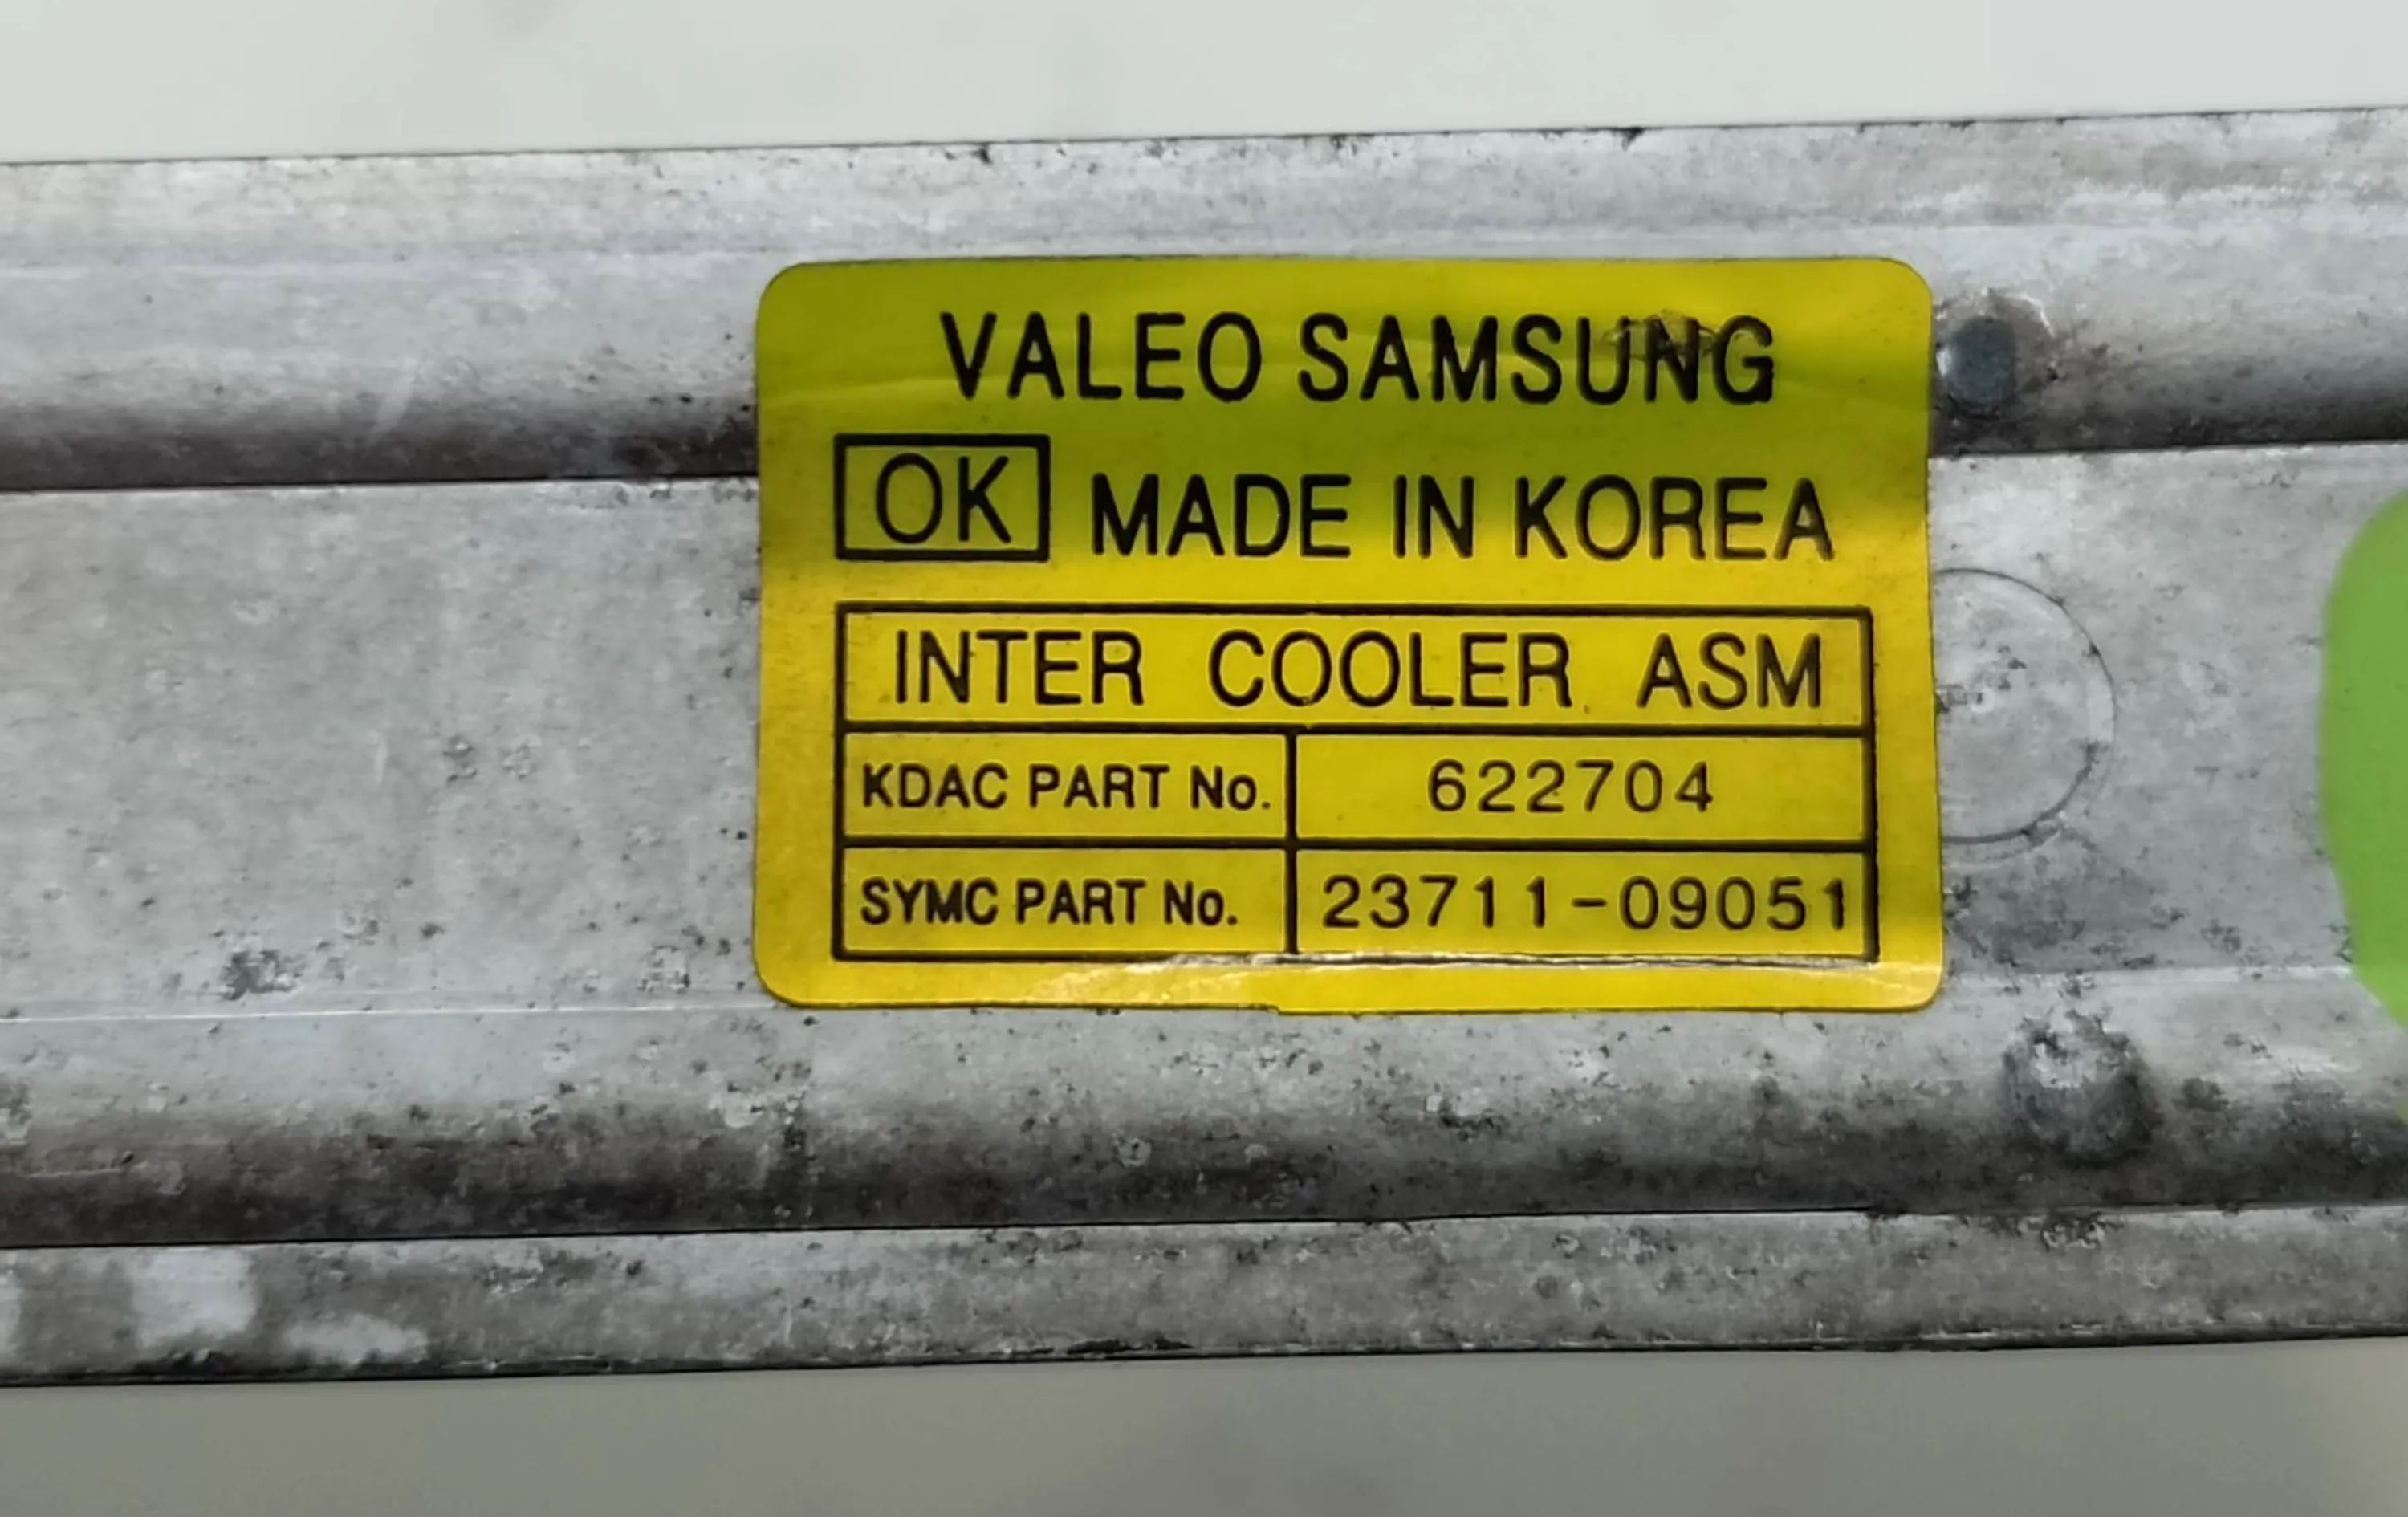 VALEO SAMSUNG
OK MADE IN KOREA
INTER COOLER ASM
KDAC PART No. 622704
SYMC PART No. 23711-09051